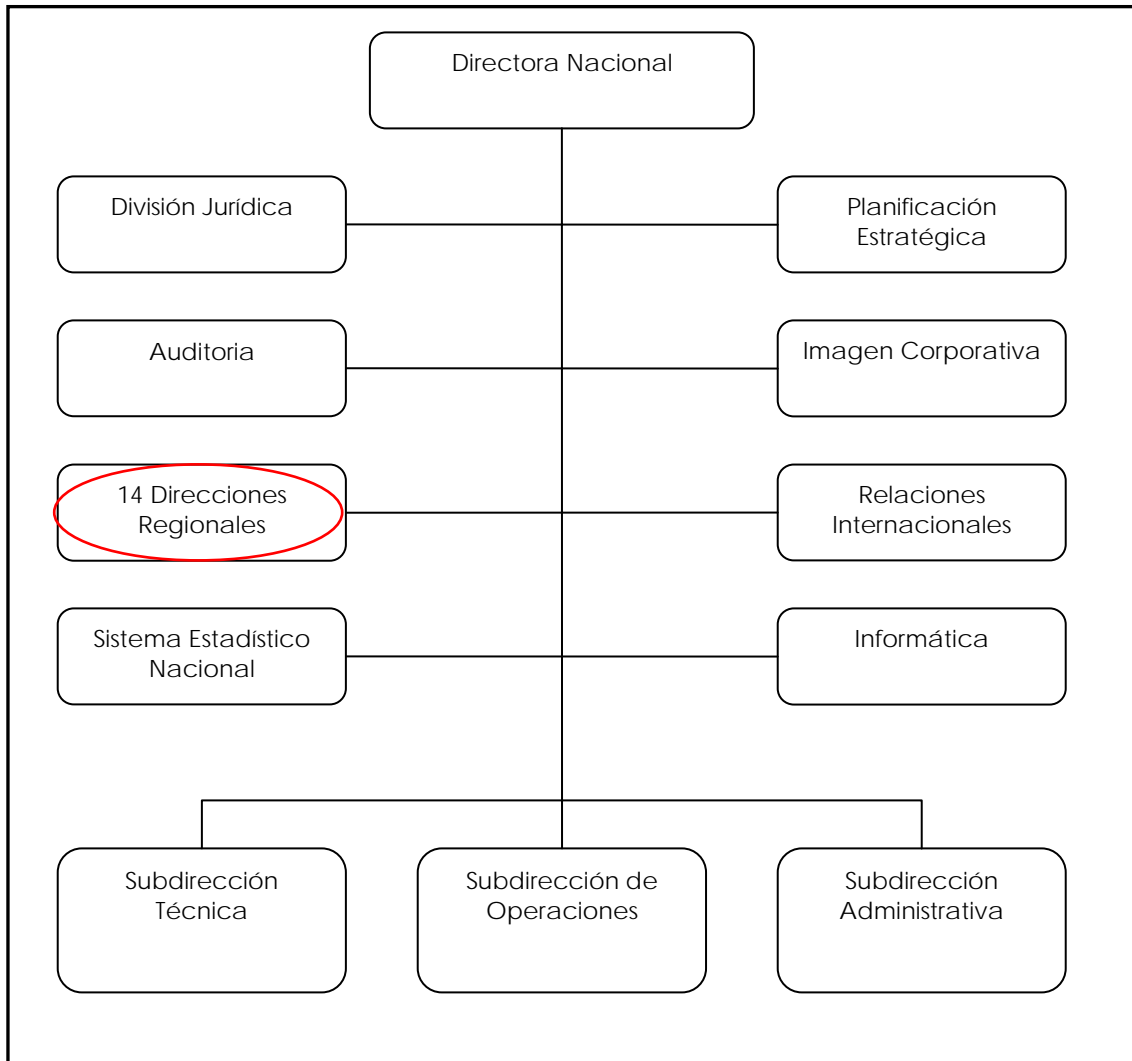 Directora Nacional
División Jurídica
Planificación
Estratégica
Auditoria
Imagen Corporativa
14 Direcciones
Regionales
Relaciones
Internacionales
Sistema Estadístico
Nacional
Informática
Subdirección
Técnica
Subdirección de
Operaciones
Subdirección
Administrativa